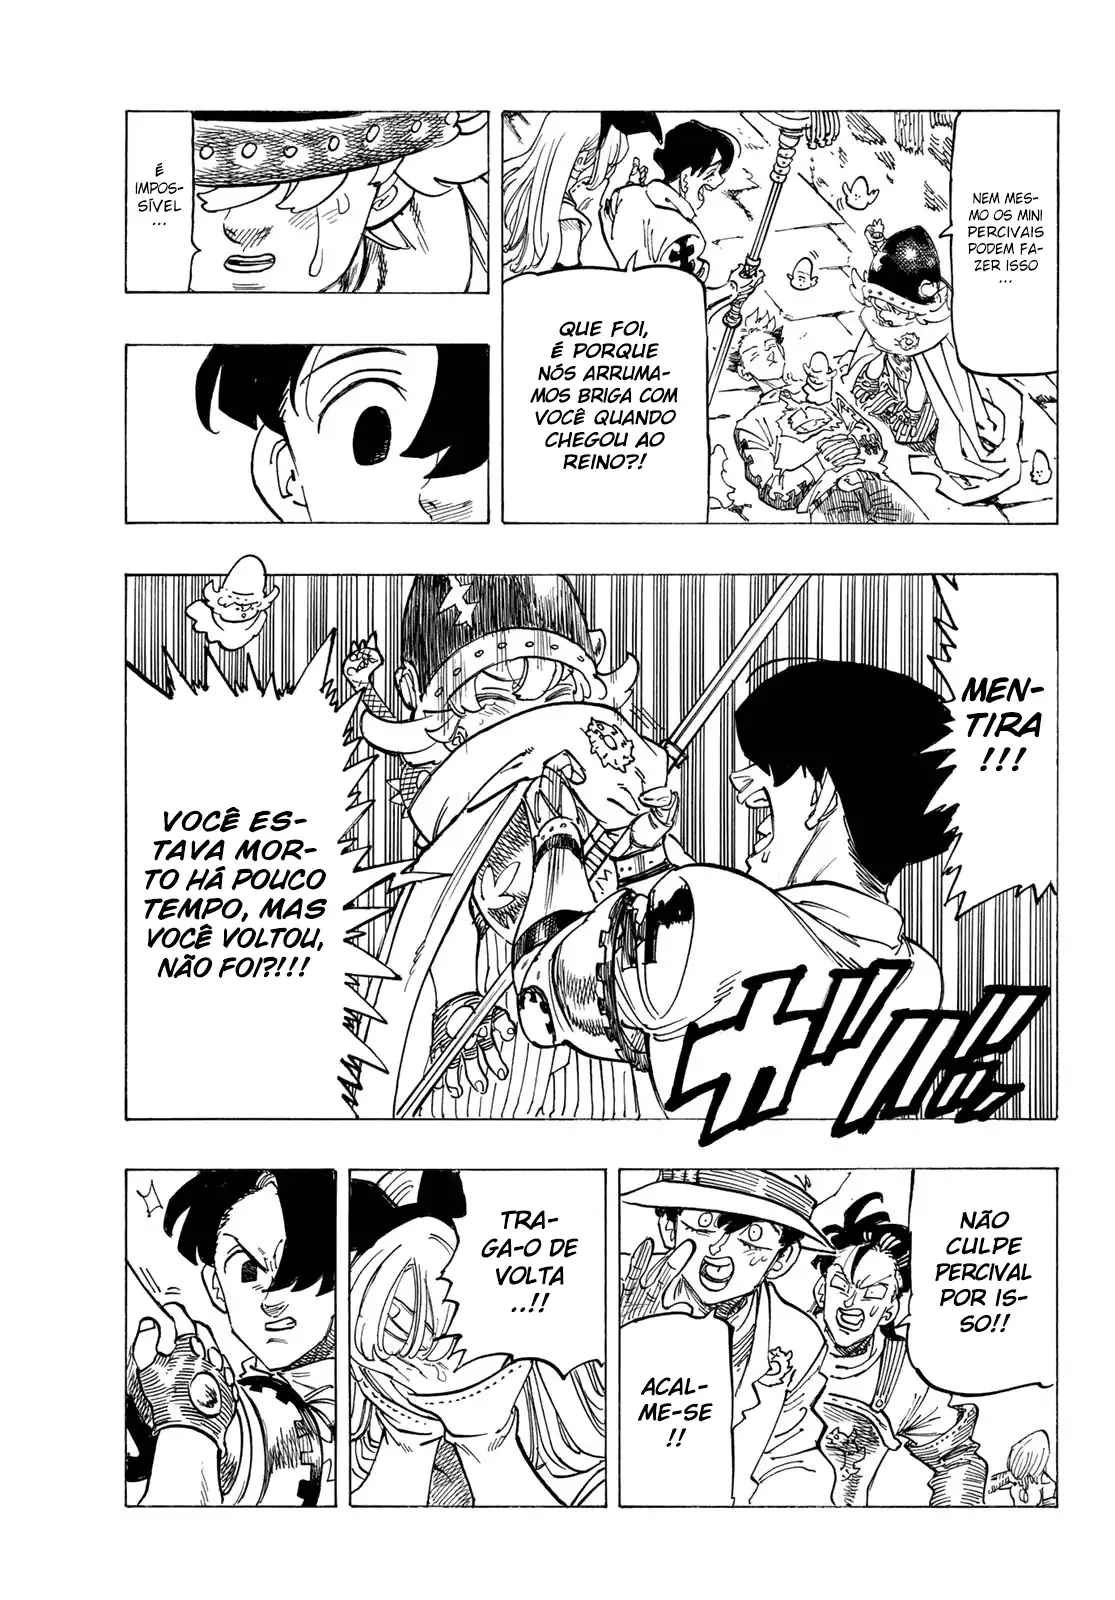 NEM MES-
MO OS MINI
PERCIVAIS
PODEM FA-
ZER ISSO
...
QUE FOI,
É PORQUE
NÓS ARRUMA-
MOS BRIGA COM
VOCÊ QUANDO
CHEGOU AO
REINO?!
É
IMPOS-
SÍVEL
...
MEN-
TIRA
!!!
VOCÊ ES-
TAVA MOR-
TO HÁ POUCO
TEMPO, MAS
VOCÊ VOLTOU,
NÃO FOI?!!!
NÃO
CULPE
PERCIVAL
POR IS-
SO!!
ACAL-
ME-SE
!!
TRA-
GA-O DE
VOLTA
..!!